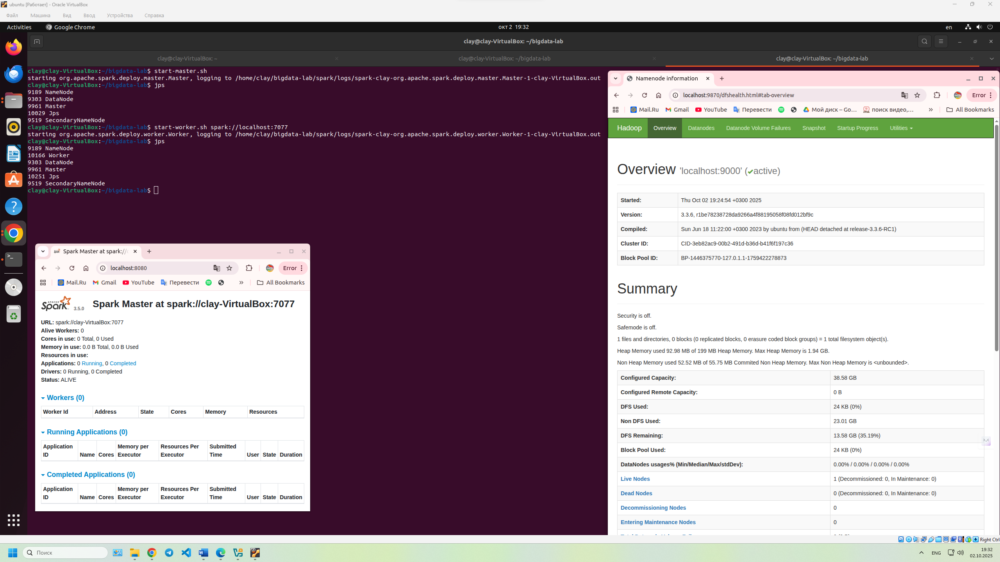 ubuntu [Работает] - Oracle VirtualBox
Файл Машина Вид Ввод Устройства Справка
Activities Google Chrome окт 2 19:32 en
clay@clay-VirtualBox: ~/bigdata-lab
clay@clay-VirtualBox: ~ clay@clay-VirtualBox: ~/bigdata-lab clay@clay-VirtualBox: ~/bigdata-lab
clay@clay-VirtualBox:~/bigdata-lab$ start-master.sh
starting org.apache.spark.deploy.master.Master, logging to /home/clay/bigdata-lab/spark/logs/spark-clay-org.apache.spark.deploy.master.Master-1-clay-VirtualBox.out
clay@clay-VirtualBox:~/bigdata-lab$ jps
9189 NameNode
9303 DataNode
9961 Master
10029 Jps
9519 SecondaryNameNode
clay@clay-VirtualBox:~/bigdata-lab$ start-worker.sh spark://localhost:7077
starting org.apache.spark.deploy.worker.Worker, logging to /home/clay/bigdata-lab/spark/logs/spark-clay-org.apache.spark.deploy.worker.Worker-1-clay-VirtualBox.out
clay@clay-VirtualBox:~/bigdata-lab$ jps
9189 NameNode
10166 Worker
9303 DataNode
9961 Master
10251 Jps
9519 SecondaryNameNode
clay@clay-VirtualBox:~/bigdata-lab$
Spark Master at spark://c
localhost:8080 Error
Mail.Ru Gmail YouTube Перевести » All Bookmarks
APACHE Spark 3.5.0 Spark Master at spark://clay-VirtualBox:7077
URL: spark://clay-VirtualBox:7077
Alive Workers: 0
Cores in use: 0 Total, 0 Used
Memory in use: 0.0 B Total, 0.0 B Used
Resources in use:
Applications: 0 Running, 0 Completed
Drivers: 0 Running, 0 Completed
Status: ALIVE
Workers (0)
Worker Id Address State Cores Memory Resources
Running Applications (0)
Application ID Name Cores Memory per Executor Resources Per Executor Submitted Time User State Duration
Completed Applications (0)
Application ID Name Cores Memory per Executor Resources Per Executor Submitted Time User State Duration
Namenode information
localhost:9870/dfshealth.html#tab-overview Error
Mail.Ru Gmail YouTube Перевести Мой диск – Go… поиск видео,… » All Bookmarks
Hadoop Overview Datanodes Datanode Volume Failures Snapshot Startup Progress Utilities
Overview 'localhost:9000' (✔active)
Started: Thu Oct 02 19:24:54 +0300 2025
Version: 3.3.6, r1be78238728da9266a4f88195058f08fd012bf9c
Compiled: Sun Jun 18 11:22:00 +0300 2023 by ubuntu from (HEAD detached at release-3.3.6-RC1)
Cluster ID: CID-3eb82ac9-00b2-491d-b36d-b41f6f197c36
Block Pool ID: BP-1446375770-127.0.1.1-1759422278873
Summary
Security is off.
Safemode is off.
1 files and directories, 0 blocks (0 replicated blocks, 0 erasure coded block groups) = 1 total filesystem object(s).
Heap Memory used 92.98 MB of 199 MB Heap Memory. Max Heap Memory is 1.94 GB.
Non Heap Memory used 52.52 MB of 55.75 MB Commited Non Heap Memory. Max Non Heap Memory is <unbounded>.
Configured Capacity: 38.58 GB
Configured Remote Capacity: 0 B
DFS Used: 24 KB (0%)
Non DFS Used: 23.01 GB
DFS Remaining: 13.58 GB (35.19%)
Block Pool Used: 24 KB (0%)
DataNodes usages% (Min/Median/Max/stdDev): 0.00% / 0.00% / 0.00% / 0.00%
Live Nodes 1 (Decommissioned: 0, In Maintenance: 0)
Dead Nodes 0 (Decommissioned: 0, In Maintenance: 0)
Decommissioning Nodes 0
Entering Maintenance Nodes 0
Right Ctrl
Поиск ENG 19:32
02.10.2025